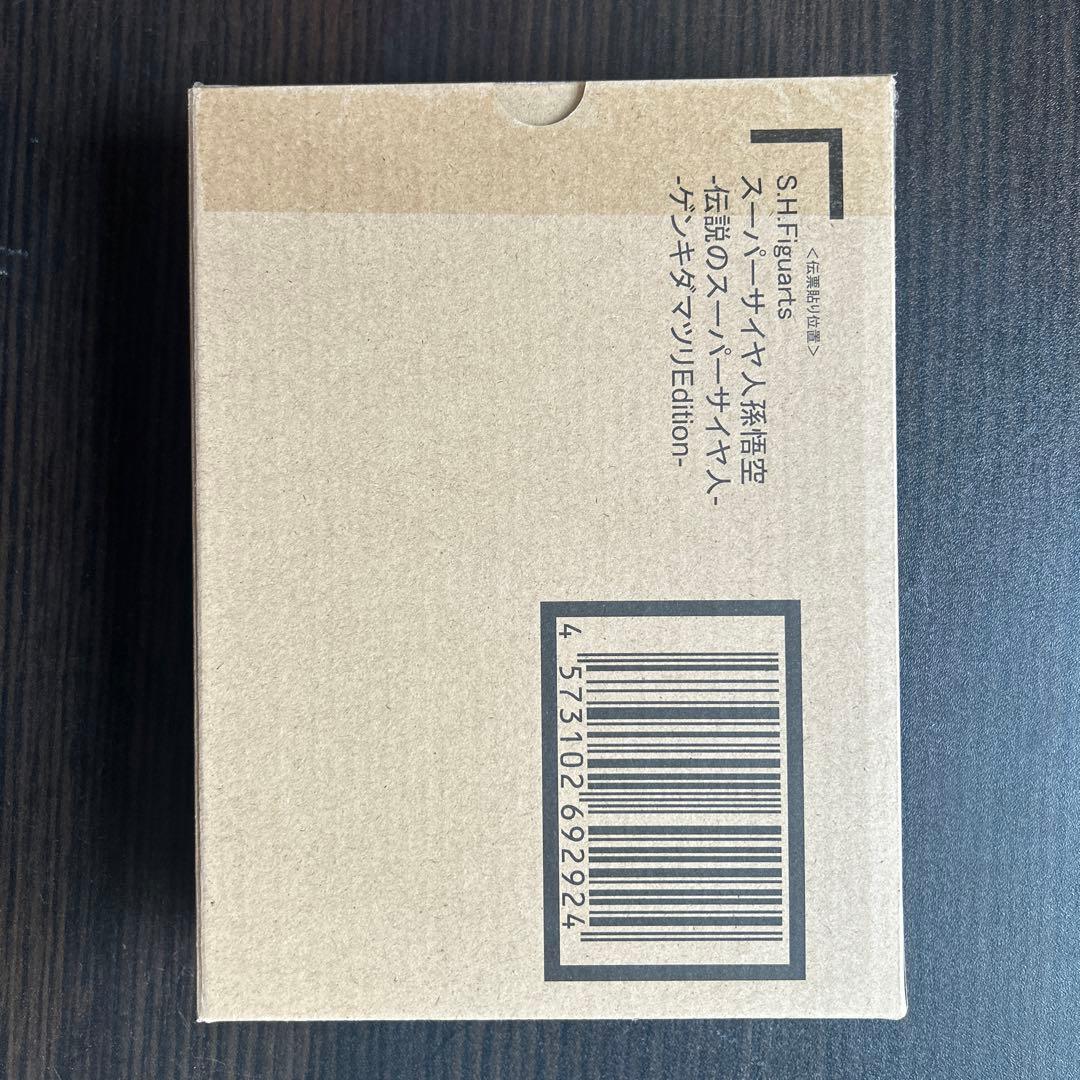 <伝票貼り位置>
S.H.Figuarts
スーパーサイヤ人孫悟空
-伝説のスーパーサイヤ人-
-ゲンキダマツリEdition-
4 573102 692924